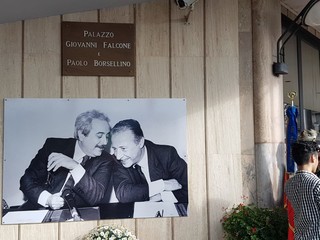 PALAZZO
GIOVANNI FALCONE
E
PAOLO BORSELLINO